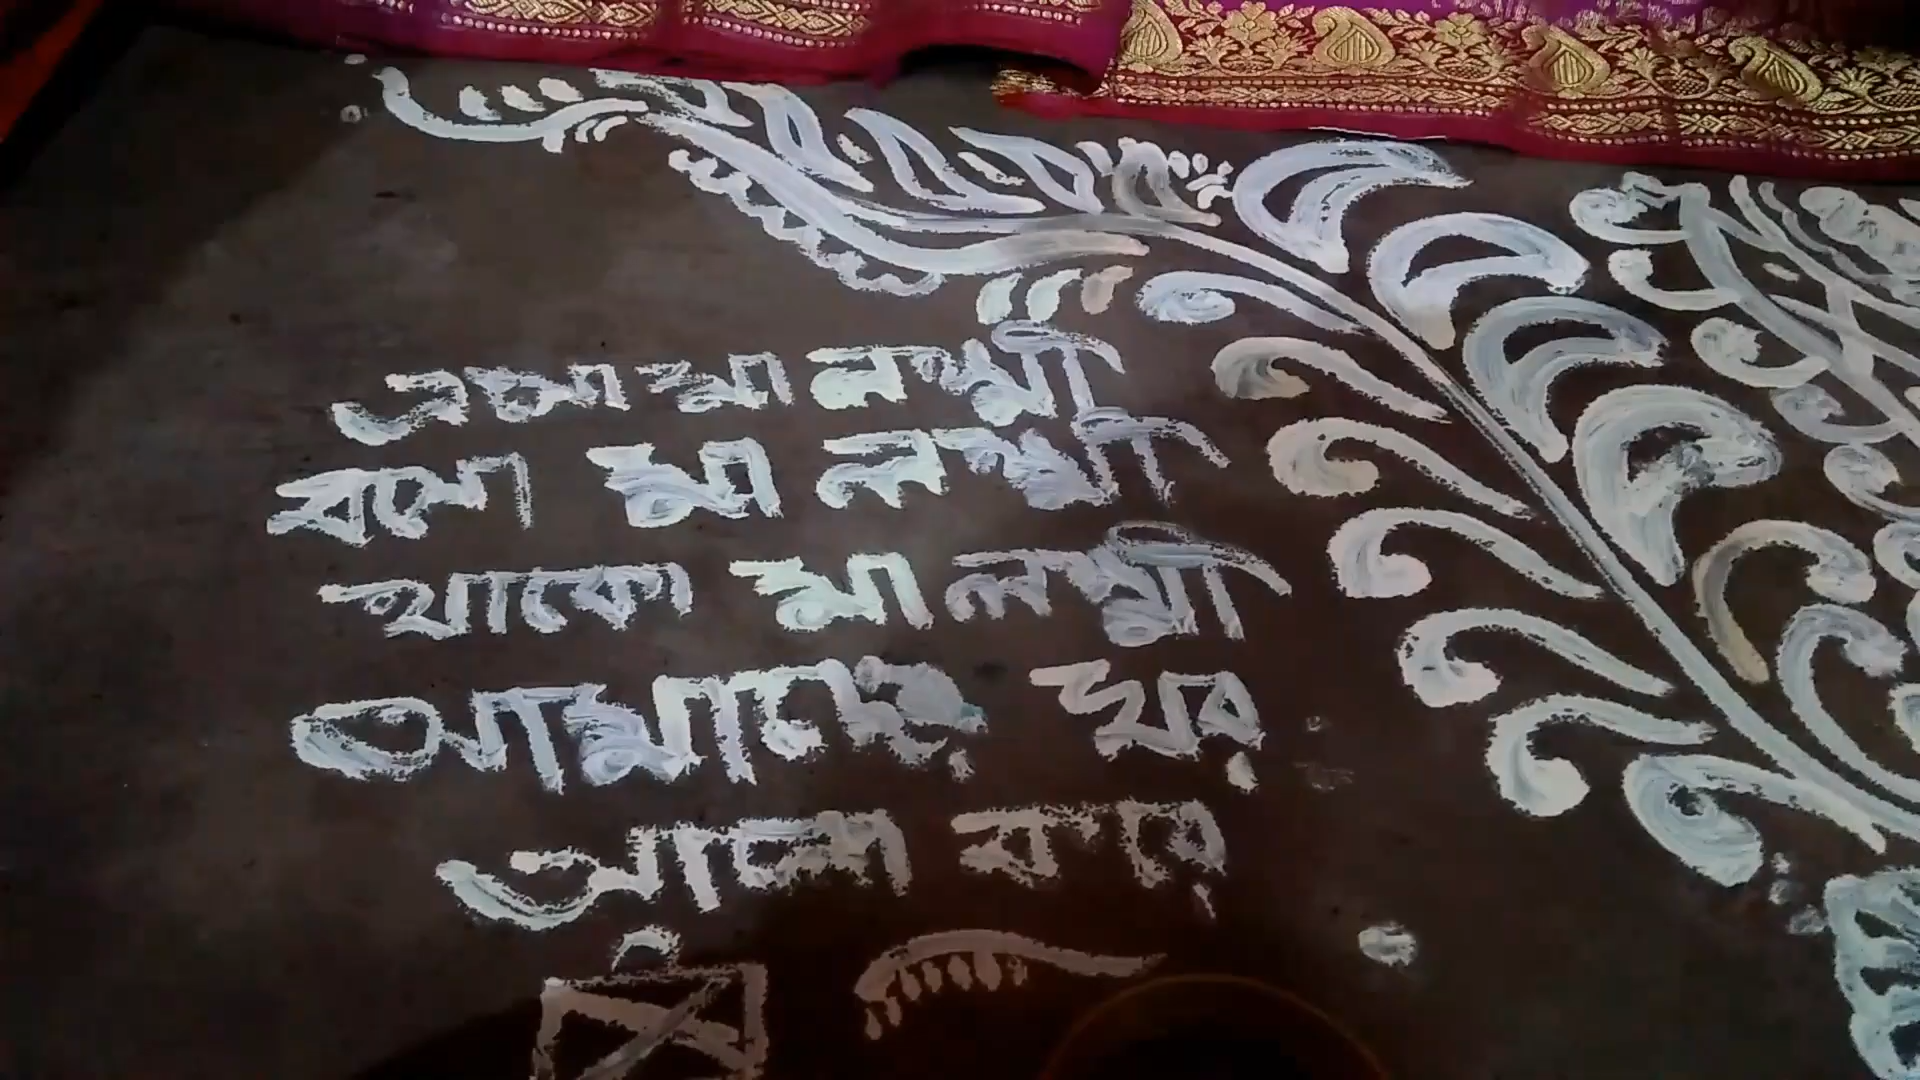 এসো মা লক্ষ্মী
বসো মা লক্ষ্মী
থাকো মা লক্ষ্মী
আমাদের ঘর
আলো করে